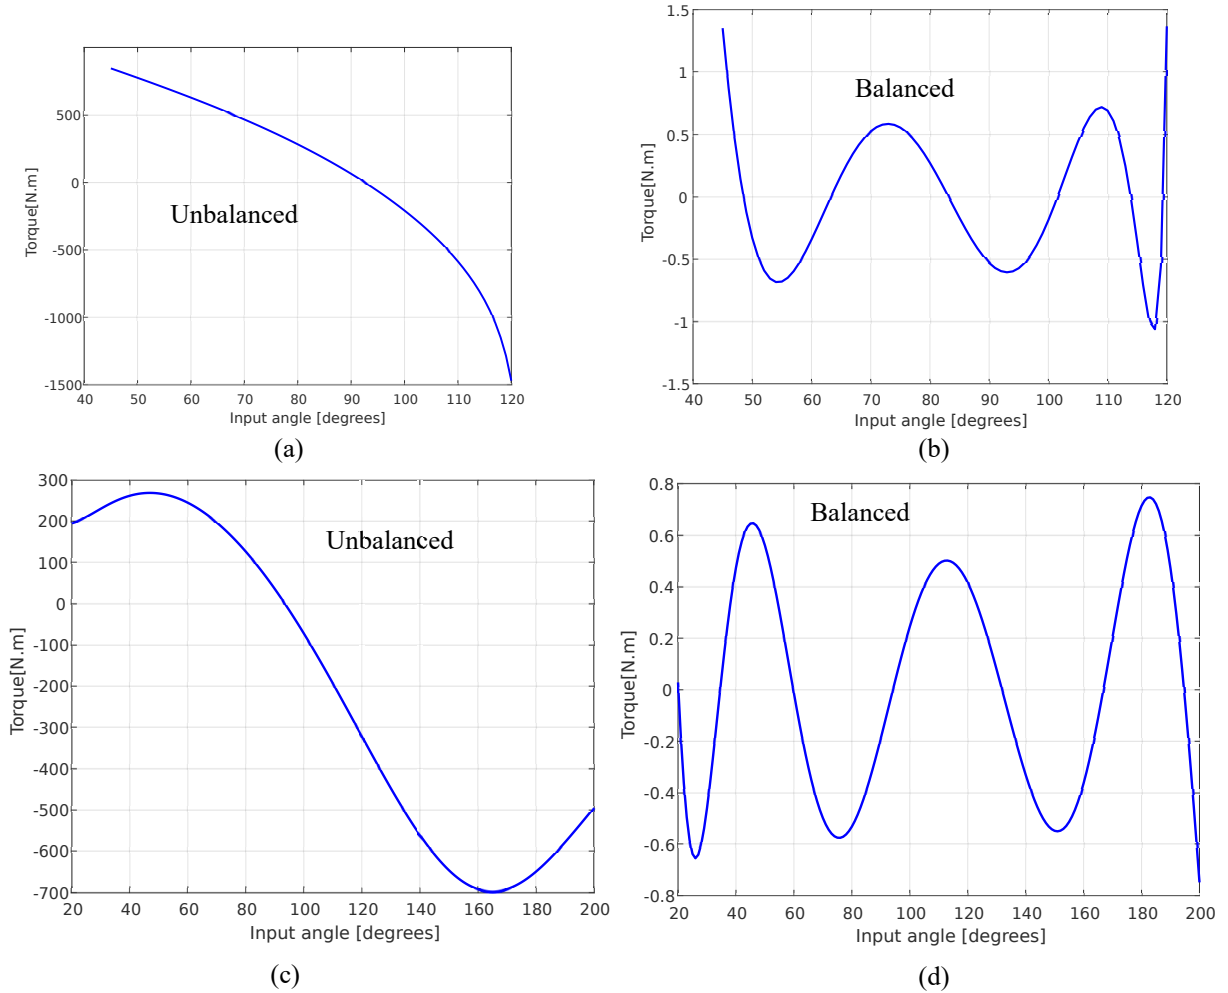 500
0
-500
-1000
-1500
40 50 60 70 80 90 100 110 120
Torque[N.m]
Input angle [degrees]
Unbalanced
(a)
1.5
1
0.5
0
-0.5
-1
-1.5
40 50 60 70 80 90 100 110 120
Torque[N.m]
Input angle [degrees]
Balanced
(b)
300
200
100
0
-100
-200
-300
-400
-500
-600
-700
20 40 60 80 100 120 140 160 180 200
Torque[N.m]
Input angle [degrees]
Unbalanced
(c)
0.8
0.6
0.4
0.2
0
-0.2
-0.4
-0.6
-0.8
20 40 60 80 100 120 140 160 180 200
Torque[N.m]
Input angle [degrees]
Balanced
(d)